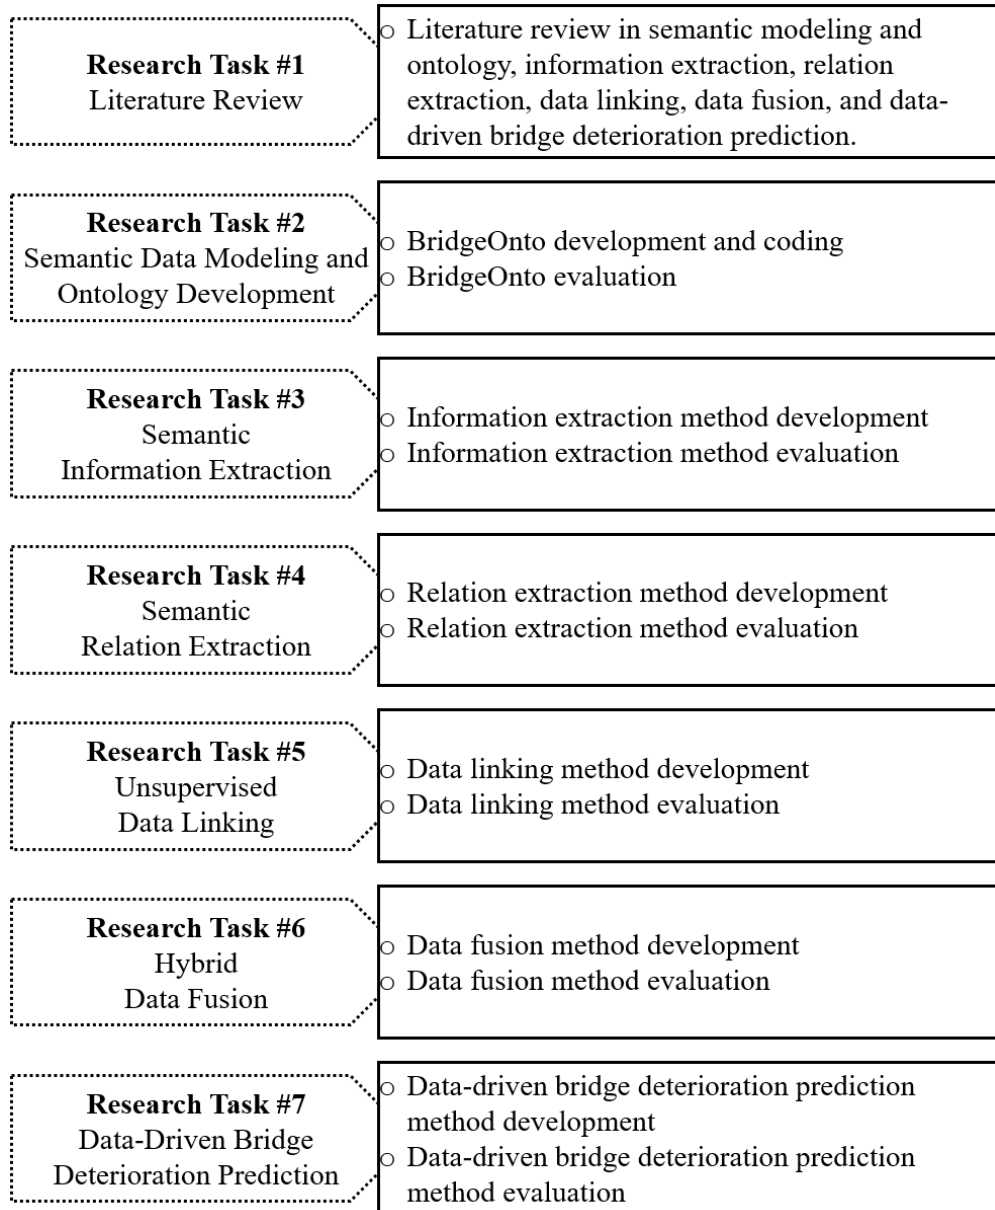 Research Task #1
Literature Review
○ Literature review in semantic modeling and
ontology, information extraction, relation
extraction, data linking, data fusion, and data-
driven bridge deterioration prediction.
Research Task #2
Semantic Data Modeling and
Ontology Development
○ BridgeOnto development and coding
○ BridgeOnto evaluation
Research Task #3
Semantic
Information Extraction
○ Information extraction method development
○ Information extraction method evaluation
Research Task #4
Semantic
Relation Extraction
○ Relation extraction method development
○ Relation extraction method evaluation
Research Task #5
Unsupervised
Data Linking
○ Data linking method development
○ Data linking method evaluation
Research Task #6
Hybrid
Data Fusion
○ Data fusion method development
○ Data fusion method evaluation
Research Task #7
Data-Driven Bridge
Deterioration Prediction
○ Data-driven bridge deterioration prediction
method development
○ Data-driven bridge deterioration prediction
method evaluation